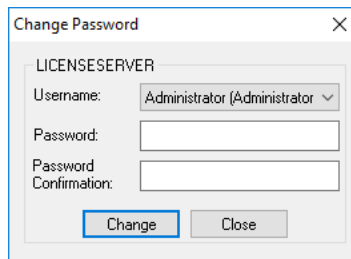 Change Password
LICENSESERVER
Username:
Administrator (Administrator
Password:
Password
Confirmation:
Change
Close